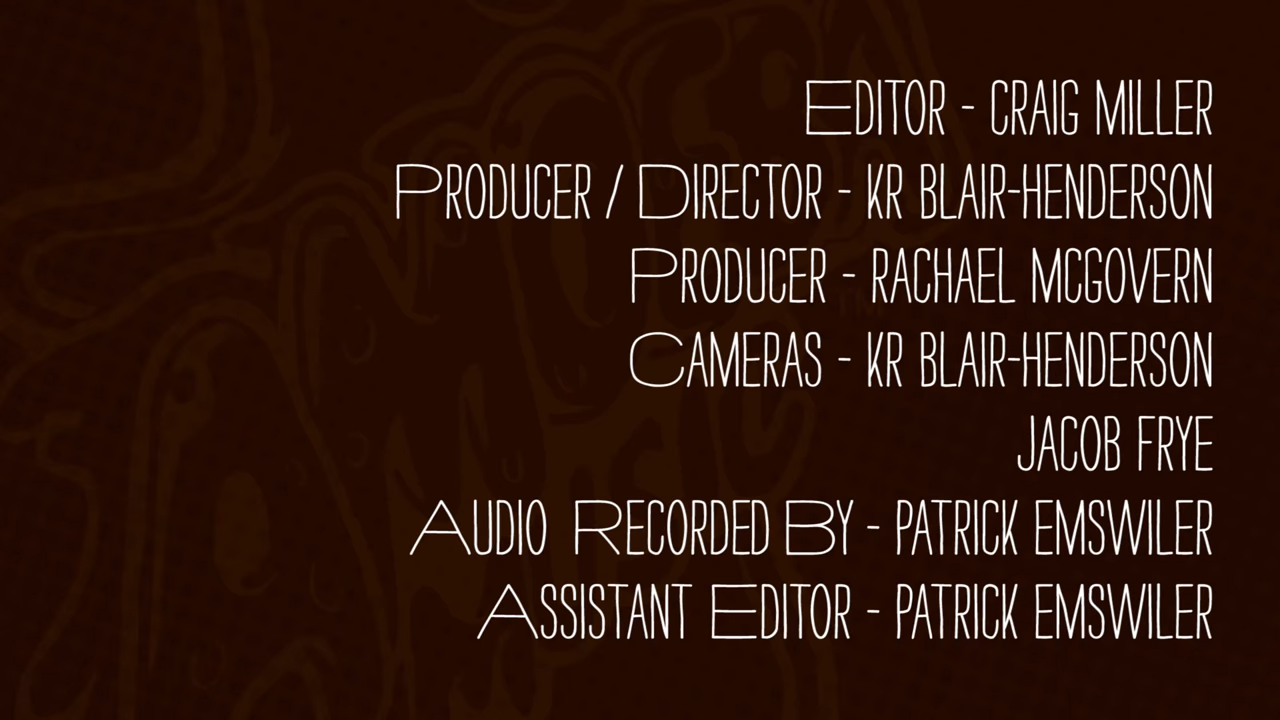 EDITOR - CRAIG MILLER
PRODUCER / DIRECTOR - KR BLAIR-HENDERSON
PRODUCER - RACHAEL MCGOVERN
CAMERAS - KR BLAIR-HENDERSON
JACOB FRYE
AUDIO RECORDED BY - PATRICK EMSWILER
ASSISTANT EDITOR - PATRICK EMSWILER